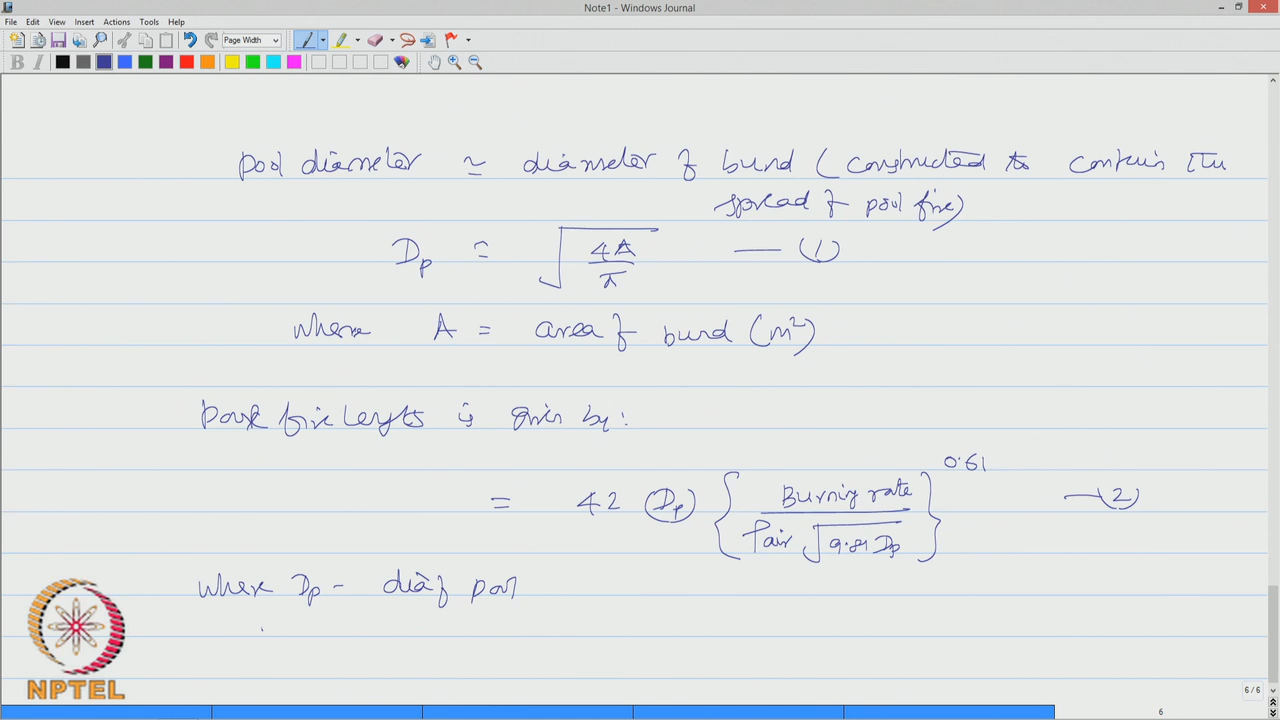 Note1 - Windows Journal
File Edit View Insert Actions Tools Help
Page Width
B I
pool diameter ≃ diameter of bund (constructed to contain the
spread of pool fire)
Dp ≅ √(4A/π) — (1)
where A = area of bund (m²)
pool fire length is given by:
= 42 (Dp) { Burning rate / ρair √(9.81 Dp) }^0.61 — (2)
where Dp - dia of pool
NPTEL
6 / 6
6